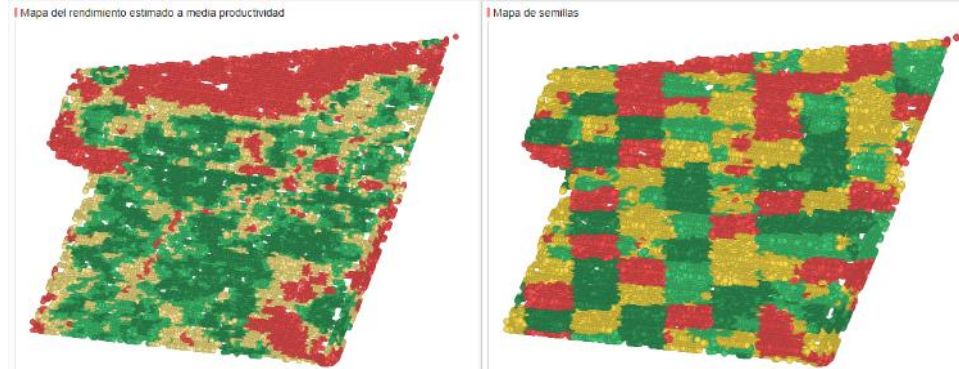 Mapa del rendimiento estimado a media productividad
Mapa de semillas